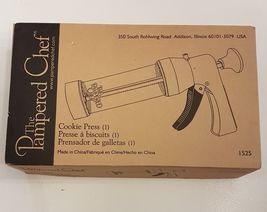 350 South Rohlwing Road Addison, Illinois 60101-3079 USA
The
Pampered Chef
www.pamperedchef.com
Cookie Press (1)
Presse à biscuits (1)
Prensador de galletas (1)
Made in China/Fabriqué en Chine/Hecho en China
1525